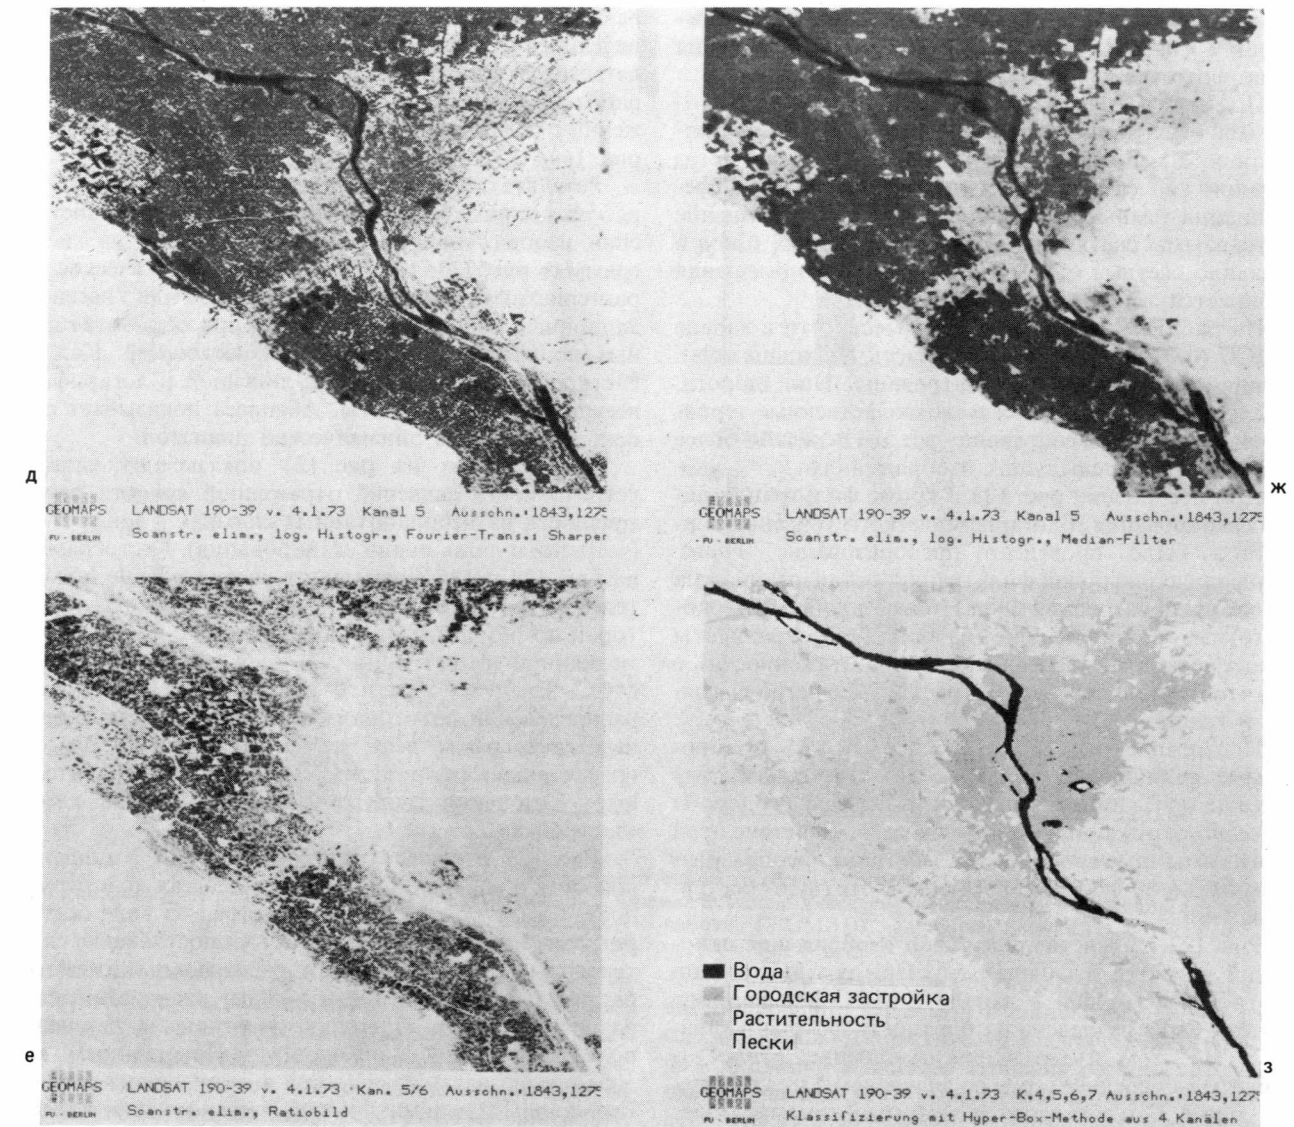 д
GEOMAPS LANDSAT 190-39 v. 4.1.73 Kanal 5 Ausschn.:1843,1275
FU - BERLIN Scanstr. elim., log. Histogr., Fourier-Trans.: Sharper
ж
GEOMAPS LANDSAT 190-39 v. 4.1.73 Kanal 5 Ausschn.:1843,1275
FU - BERLIN Scanstr. elim., log. Histogr., Median-Filter
е
GEOMAPS LANDSAT 190-39 v. 4.1.73 Kan. 5/6 Ausschn.:1843,1275
FU - BERLIN Scanstr. elim., Ratiobild
Вода
Городская застройка
Растительность
Пески
з
GEOMAPS LANDSAT 190-39 v. 4.1.73 K.4,5,6,7 Ausschn.:1843,127
FU - BERLIN Klassifizierung mit Hyper-Box-Methode aus 4 Kanälen